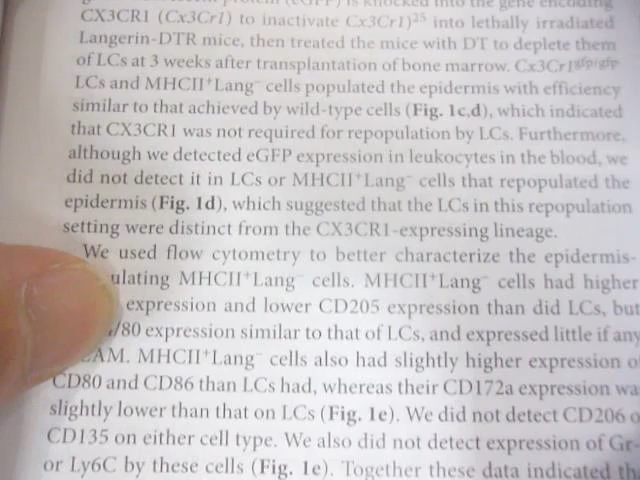 protein (eGFP) is knocked into the gene encoding
CX3CR1 (Cx3Cr1) to inactivate Cx3Cr1)²⁵ into lethally irradiated
Langerin-DTR mice, then treated the mice with DT to deplete them
of LCs at 3 weeks after transplantation of bone marrow. Cx3Cr1ᵍᶠᵖ/ᵍᶠᵖ
LCs and MHCII⁺Lang⁻ cells populated the epidermis with efficiency
similar to that achieved by wild-type cells (Fig. 1c,d), which indicated
that CX3CR1 was not required for repopulation by LCs. Furthermore,
although we detected eGFP expression in leukocytes in the blood, we
did not detect it in LCs or MHCII⁺Lang⁻ cells that repopulated the
epidermis (Fig. 1d), which suggested that the LCs in this repopulation
setting were distinct from the CX3CR1-expressing lineage.
We used flow cytometry to better characterize the epidermis-
ulating MHCII⁺Lang⁻ cells. MHCII⁺Lang⁻ cells had higher
expression and lower CD205 expression than did LCs, but
/80 expression similar to that of LCs, and expressed little if any
CAM. MHCII⁺Lang⁻ cells also had slightly higher expression o
CD80 and CD86 than LCs had, whereas their CD172a expression wa
slightly lower than that on LCs (Fig. 1e). We did not detect CD206 o
CD135 on either cell type. We also did not detect expression of Gr-
or Ly6C by these cells (Fig. 1e). Together these data indicated th